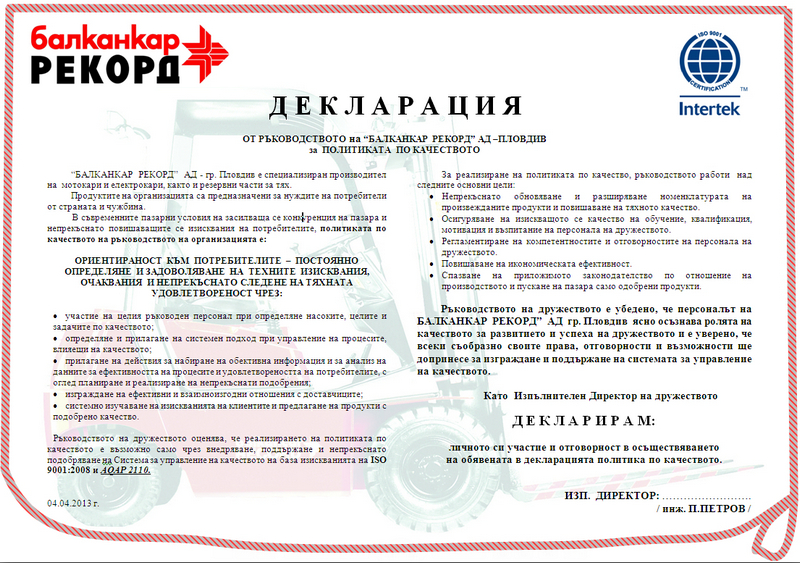 балканкар
РЕКОРД
ISO 9001
CERTIFICATION
TM
Intertek
ДЕКЛАРАЦИЯ
ОТ РЪКОВОДСТВОТО на “БАЛКАНКАР РЕКОРД” АД –ПЛОВДИВ
за ПОЛИТИКАТА ПО КАЧЕСТВОТО
“БАЛКАНКАР РЕКОРД” АД - гр. Пловдив е специализиран производител
на мотокари и електрокари, както и резервни части за тях.
Продуктите на организацията са предназначени за нуждите на потребители
от страната и чужбина.
В съвременните пазарни условия на засилваща се конкренция на пазара и
непрекъснато повишаващите се изисквания на потребителите, политиката по
качеството на ръководството на организацията е:
ОРИЕНТИРАНОСТ КЪМ ПОТРЕБИТЕЛИТЕ – ПОСТОЯННО
ОПРЕДЕЛЯНЕ И ЗАДОВОЛЯВАНЕ НА ТЕХНИТЕ ИЗИСКВАНИЯ,
ОЧАКВАНИЯ И НЕПРЕКЪСНАТО СЛЕДЕНЕ НА ТЯХНАТА
УДОВЛЕТВОРЕНОСТ ЧРЕЗ:
• участие на целия ръководен персонал при определяне насоките, целите и
задачите по качеството;
• определяне и прилагане на системен подход при управление на процесите,
влияещи на качеството;
• прилагане на действия за набиране на обективна информация и за анализ на
данните за ефективността на процесите и удовлетвореността на потребителите, с
оглед планиране и реализиране на непрекъснати подобрения;
• изграждане на ефективни и взаимноизгодни отношения с доставчиците;
• системно изучаване на изискванията на клиентите и предлагане на продукти с
подобрено качество.
Ръководството на дружеството оценява, че реализирането на политиката по
качеството е възможно само чрез внедряване, поддържане и непрекъснато
подобряване на Система за управление на качеството на база изискванията на ISO
9001:2008 и AQAP 2110.
04.04.2013 г.
За реализиране на политиката по качество, ръководството работи над
следните основни цели:
• Непрекъснато обновяване и разширяване номенклатурата на
произвежданите продукти и повишаване на тяхното качество.
• Осигуряване на изискващото се качество на обучение, квалификация,
мотивация и възпитание на персонала на дружеството.
• Регламентиране на компетентностите и отговорностите на персонала на
дружеството.
• Повишаване на икономическата ефективност.
• Спазване на приложимото законодателство по отношение на
производството и пускане на пазара само одобрени продукти.
Ръководството на дружеството е убедено, че персоналът на
БАЛКАНКАР РЕКОРД” АД гр. Пловдив ясно осъзнава ролята на
качеството за развитието и успеха на дружеството и е уверено, че
всеки съобразно своите права, отговорности и възможности ще
допринесе за изграждане и поддържане на системата за управление
на качеството.
Като Изпълнителен Директор на дружеството
ДЕКЛАРИРАМ:
личното си участие и отговорност в осъществяването
на обявената в декларацията политика по качеството.
ИЗП. ДИРЕКТОР: ..........................
/ инж. П.ПЕТРОВ /